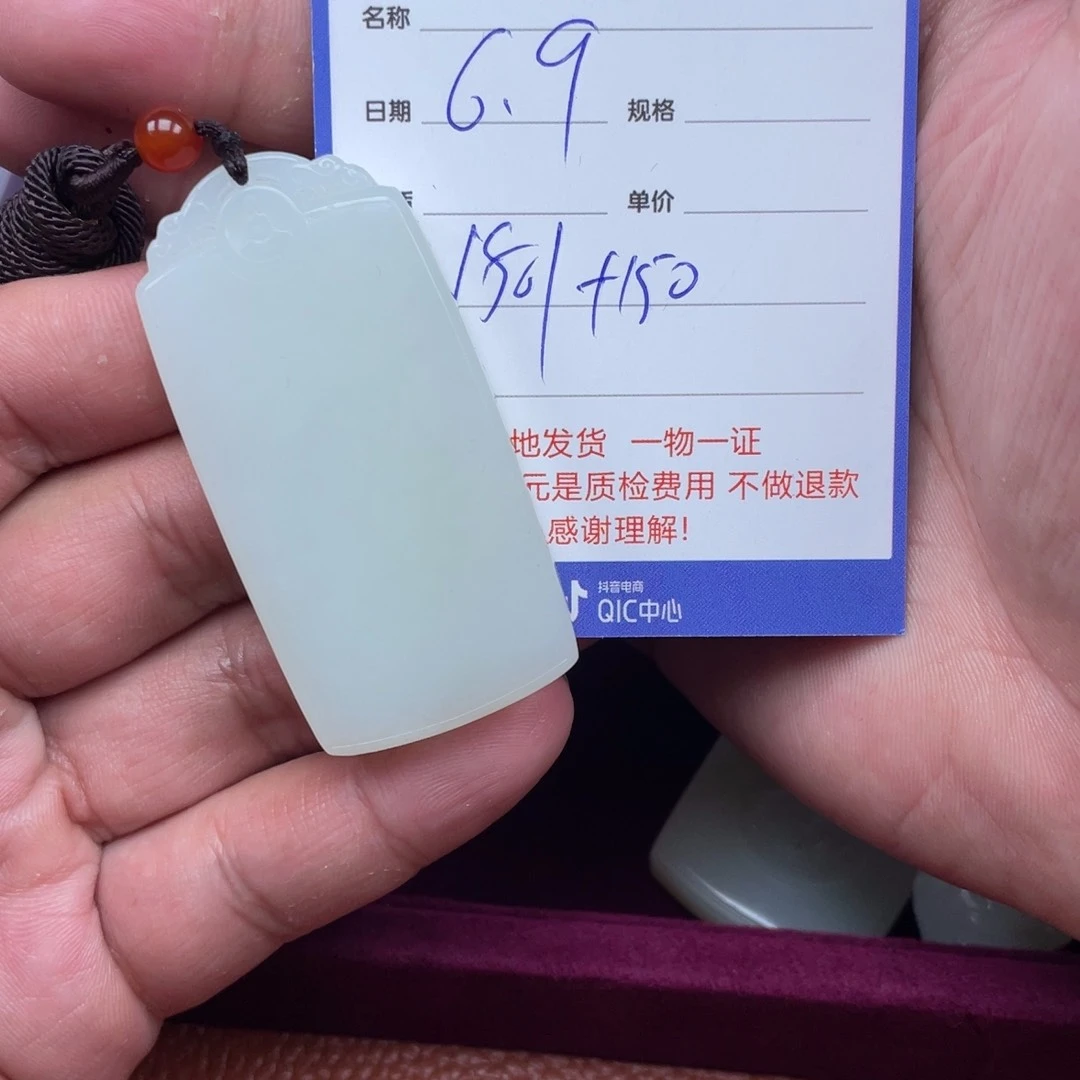 名称
日期 6.9 规格
单价
+150
地发货 一物一证
元是质检费用 不做退款
感谢理解!
抖音电商
QIC中心